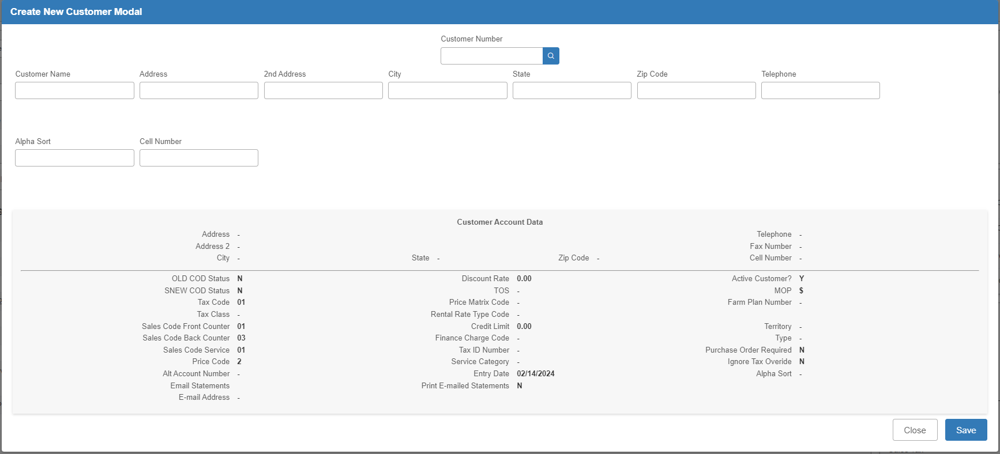 Create New Customer Modal
Customer Number
Customer Name Address 2nd Address City State Zip Code Telephone
Alpha Sort Cell Number
Customer Account Data
Address - Telephone -
Address 2 - Fax Number -
City - State - Zip Code - Cell Number -
OLD COD Status N Discount Rate 0.00 Active Customer? Y
SNEW COD Status N TOS - MOP $
Tax Code 01 Price Matrix Code - Farm Plan Number -
Tax Class - Rental Rate Type Code -
Sales Code Front Counter 01 Credit Limit 0.00 Territory -
Sales Code Back Counter 03 Finance Charge Code - Type -
Sales Code Service 01 Tax ID Number - Purchase Order Required N
Price Code 2 Service Category - Ignore Tax Overide N
Alt Account Number - Entry Date 02/14/2024 Alpha Sort -
Email Statements Print E-mailed Statements N
E-mail Address -
Close Save